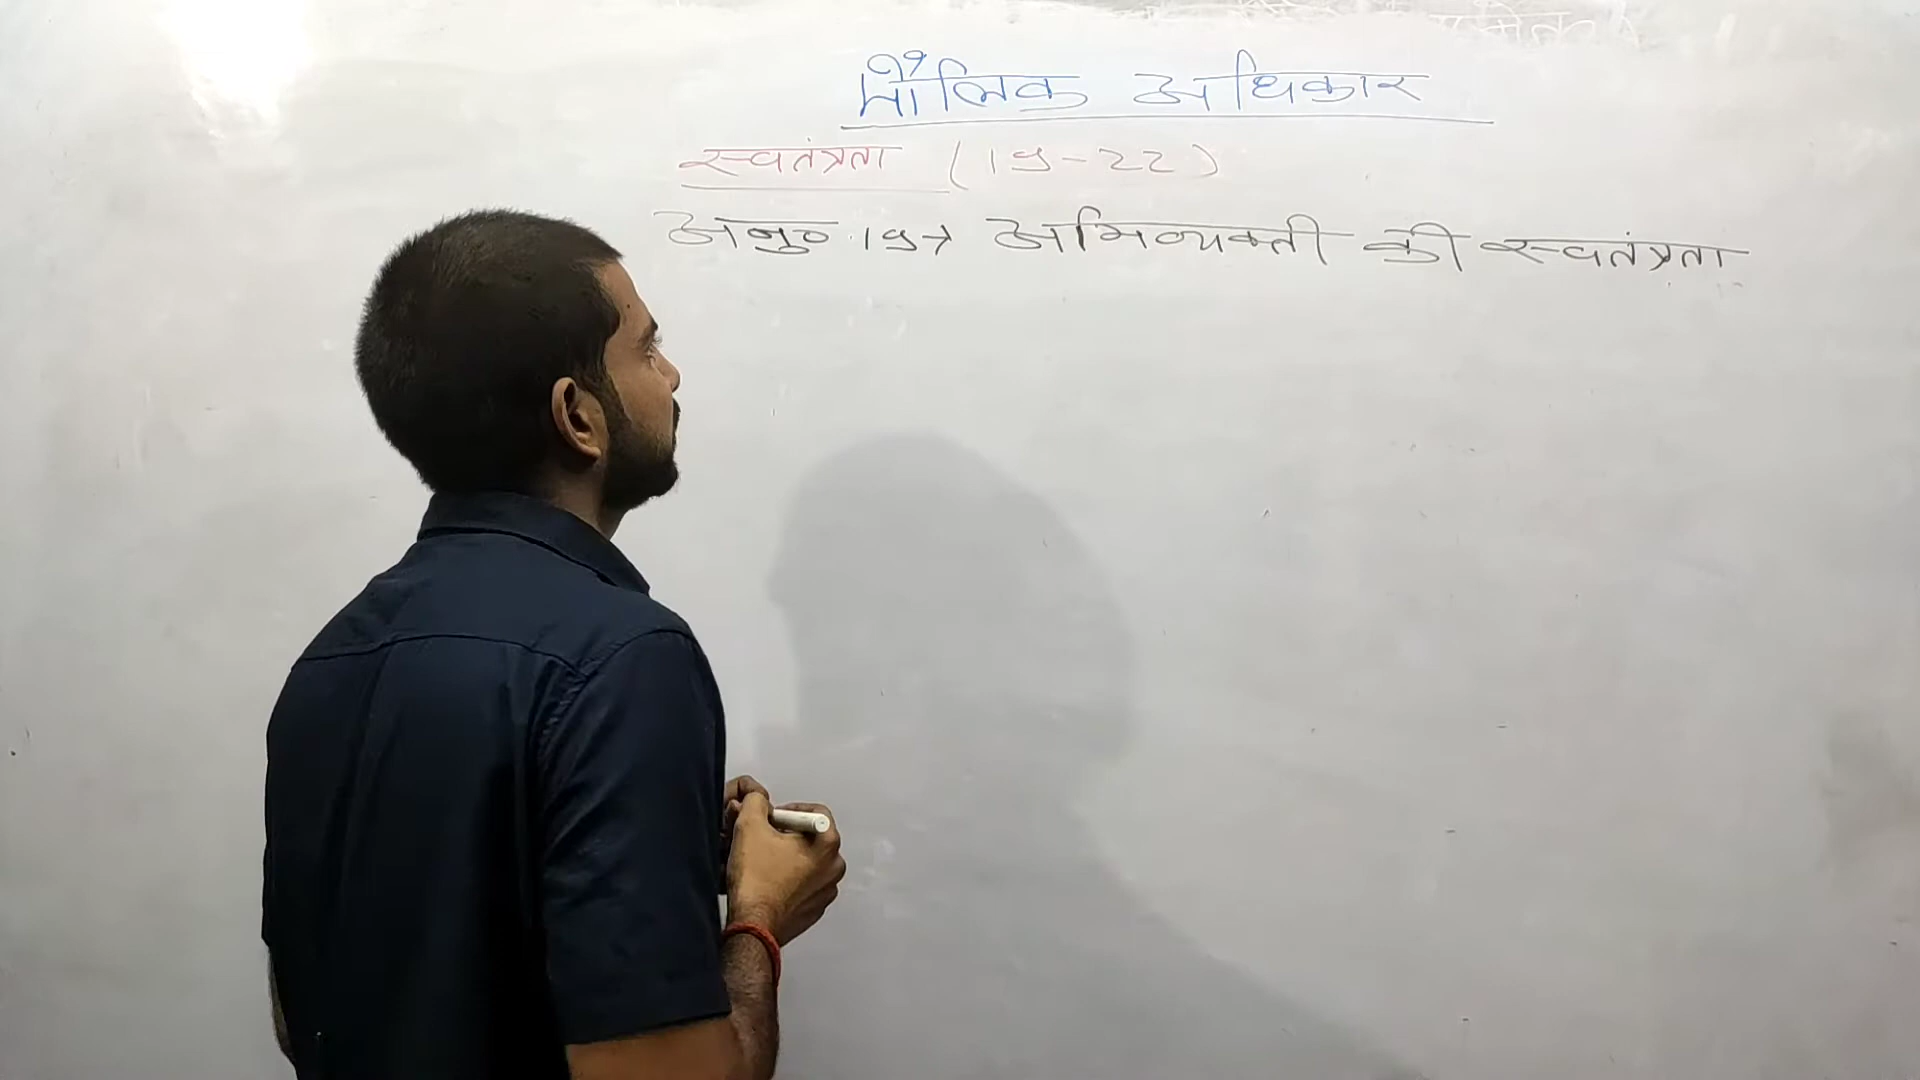 मौलिक अधिकार
स्वतंत्रता (19-22)
अनु० 19→ अभिव्यक्ती की स्वतंत्रता